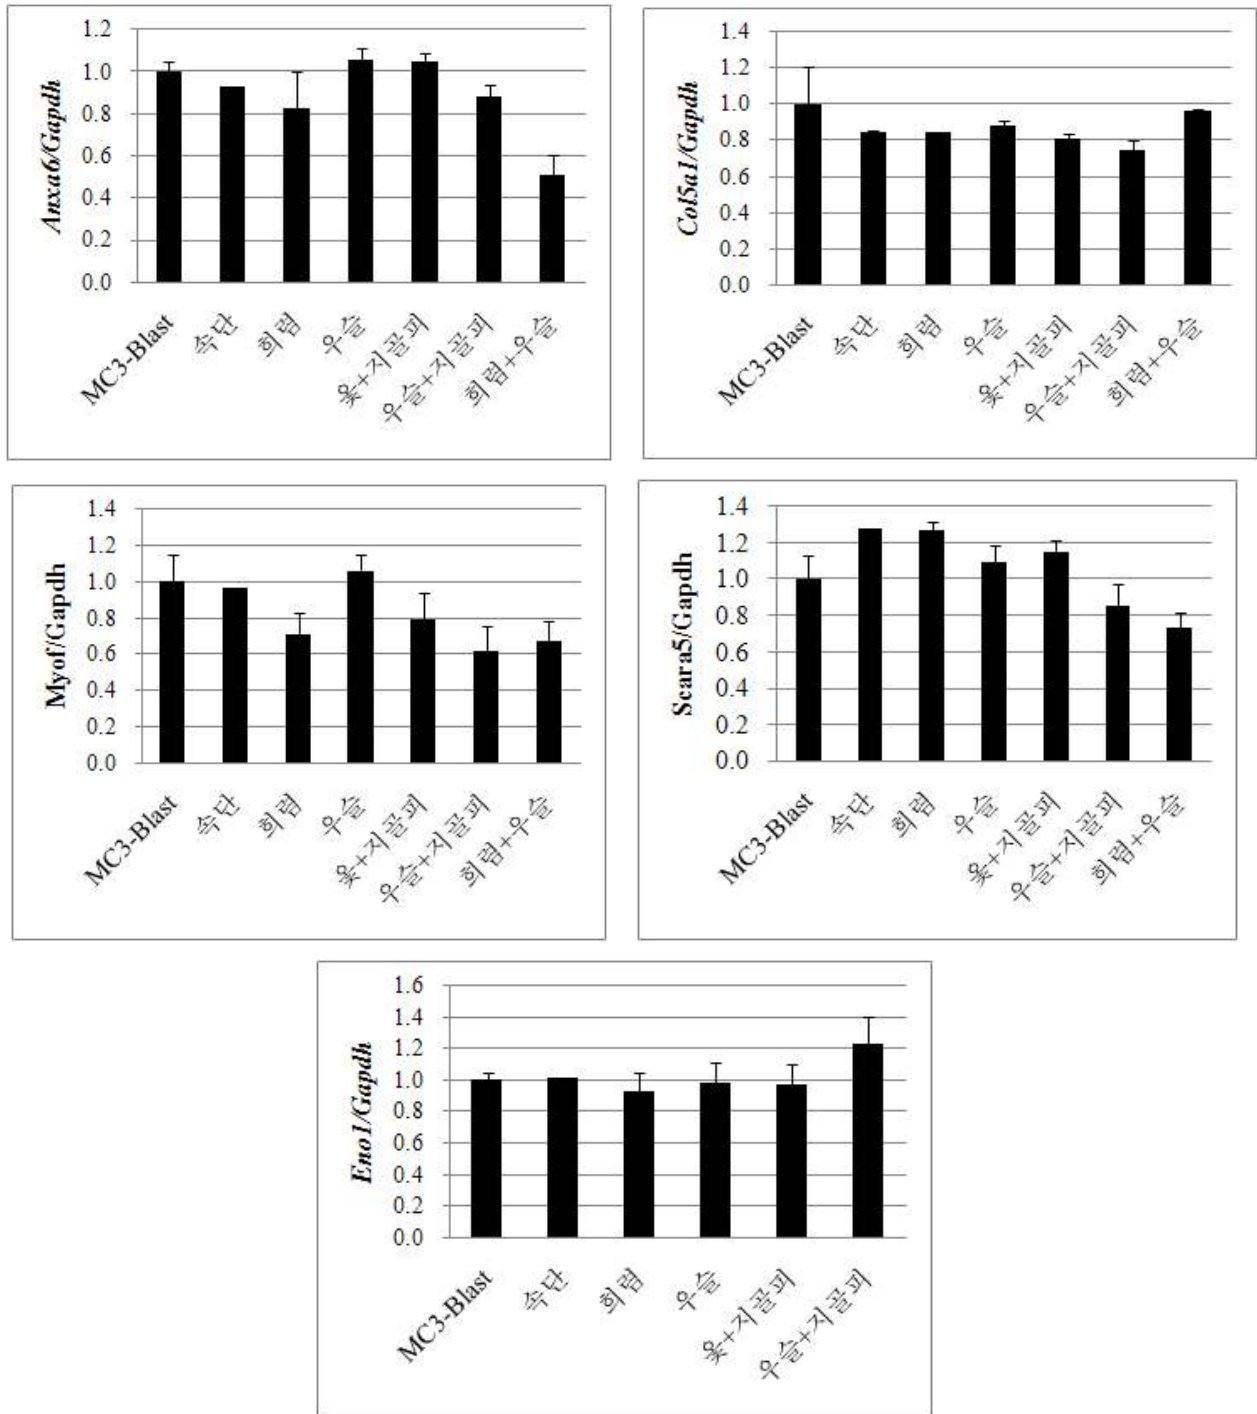 Anxa6/Gapdh
1.2
1.0
0.8
0.6
0.4
0.2
0.0
MC3-Blast
속단
희렴
우슬
옻+지골피
우슬+지골피
희렴+우슬
Col5a1/Gapdh
1.4
1.2
1.0
0.8
0.6
0.4
0.2
0.0
MC3-Blast
속단
희렴
우슬
옻+지골피
우슬+지골피
희렴+우슬
Myof/Gapdh
1.4
1.2
1.0
0.8
0.6
0.4
0.2
0.0
MC3-Blast
속단
희렴
우슬
옻+지골피
우슬+지골피
희렴+우슬
Scara5/Gapdh
1.4
1.2
1.0
0.8
0.6
0.4
0.2
0.0
MC3-Blast
속단
희렴
우슬
옻+지골피
우슬+지골피
희렴+우슬
Eno1/Gapdh
1.6
1.4
1.2
1.0
0.8
0.6
0.4
0.2
0.0
MC3-Blast
속단
희렴
우슬
옻+지골피
우슬+지골피